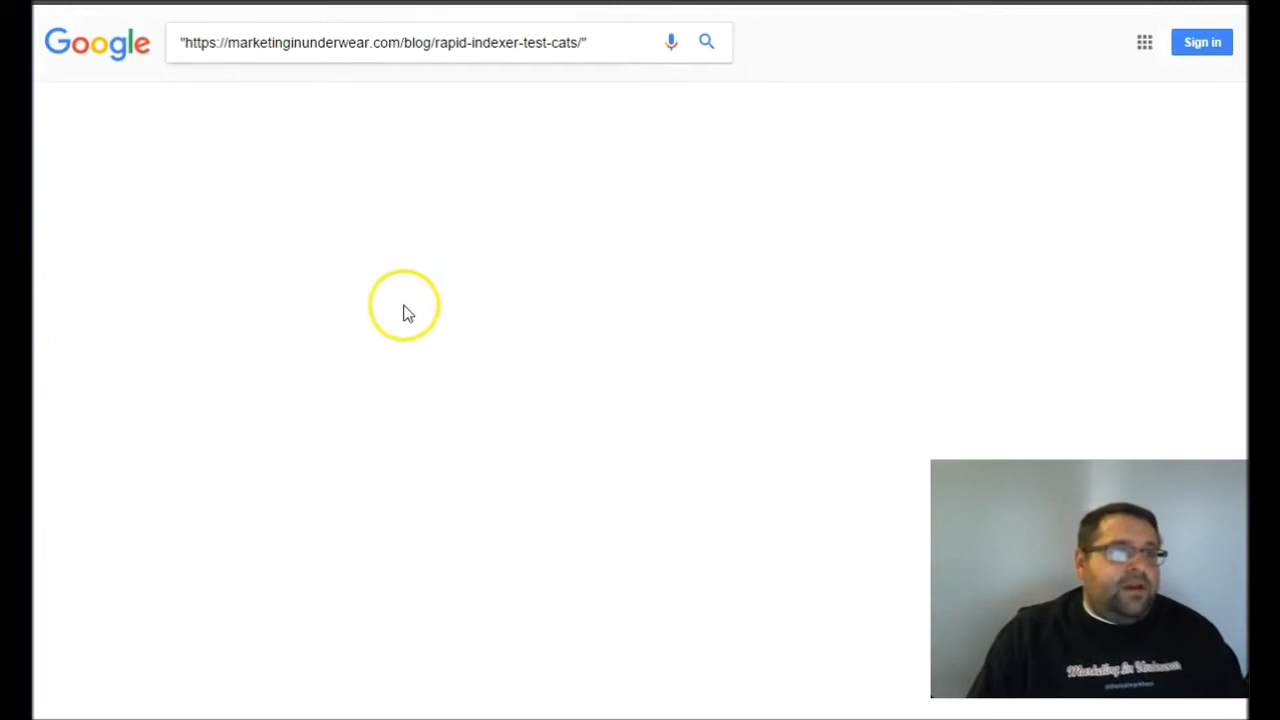 Google
"https://marketinginunderwear.com/blog/rapid-indexer-test-cats/"
Sign in
Marketing In Underwear